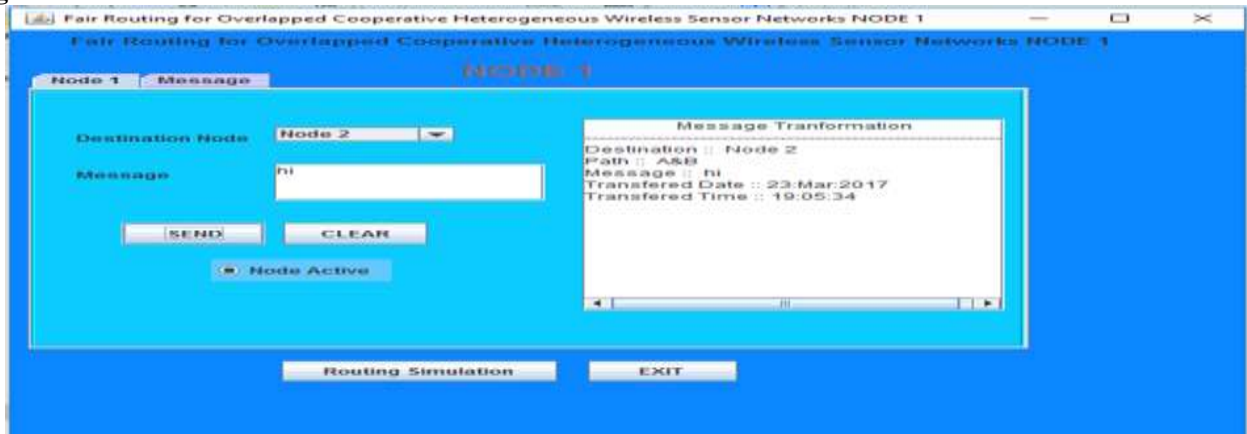 Fair Routing for Overlapped Cooperative Heterogeneous Wireless Sensor Networks NODE 1
Fair Routing for Overlapped Cooperative Heterogeneous Wireless Sensor Networks NODE 1
NODE 1
Node 1 Message
Destination Node Node 2
Message hi
SEND CLEAR
Node Active
Message Tranformation
Destination :: Node 2
Path :: A&B
Message :: hi
Transfered Date :: 23:Mar:2017
Transfered Time :: 19:05:34
Routing Simulation EXIT